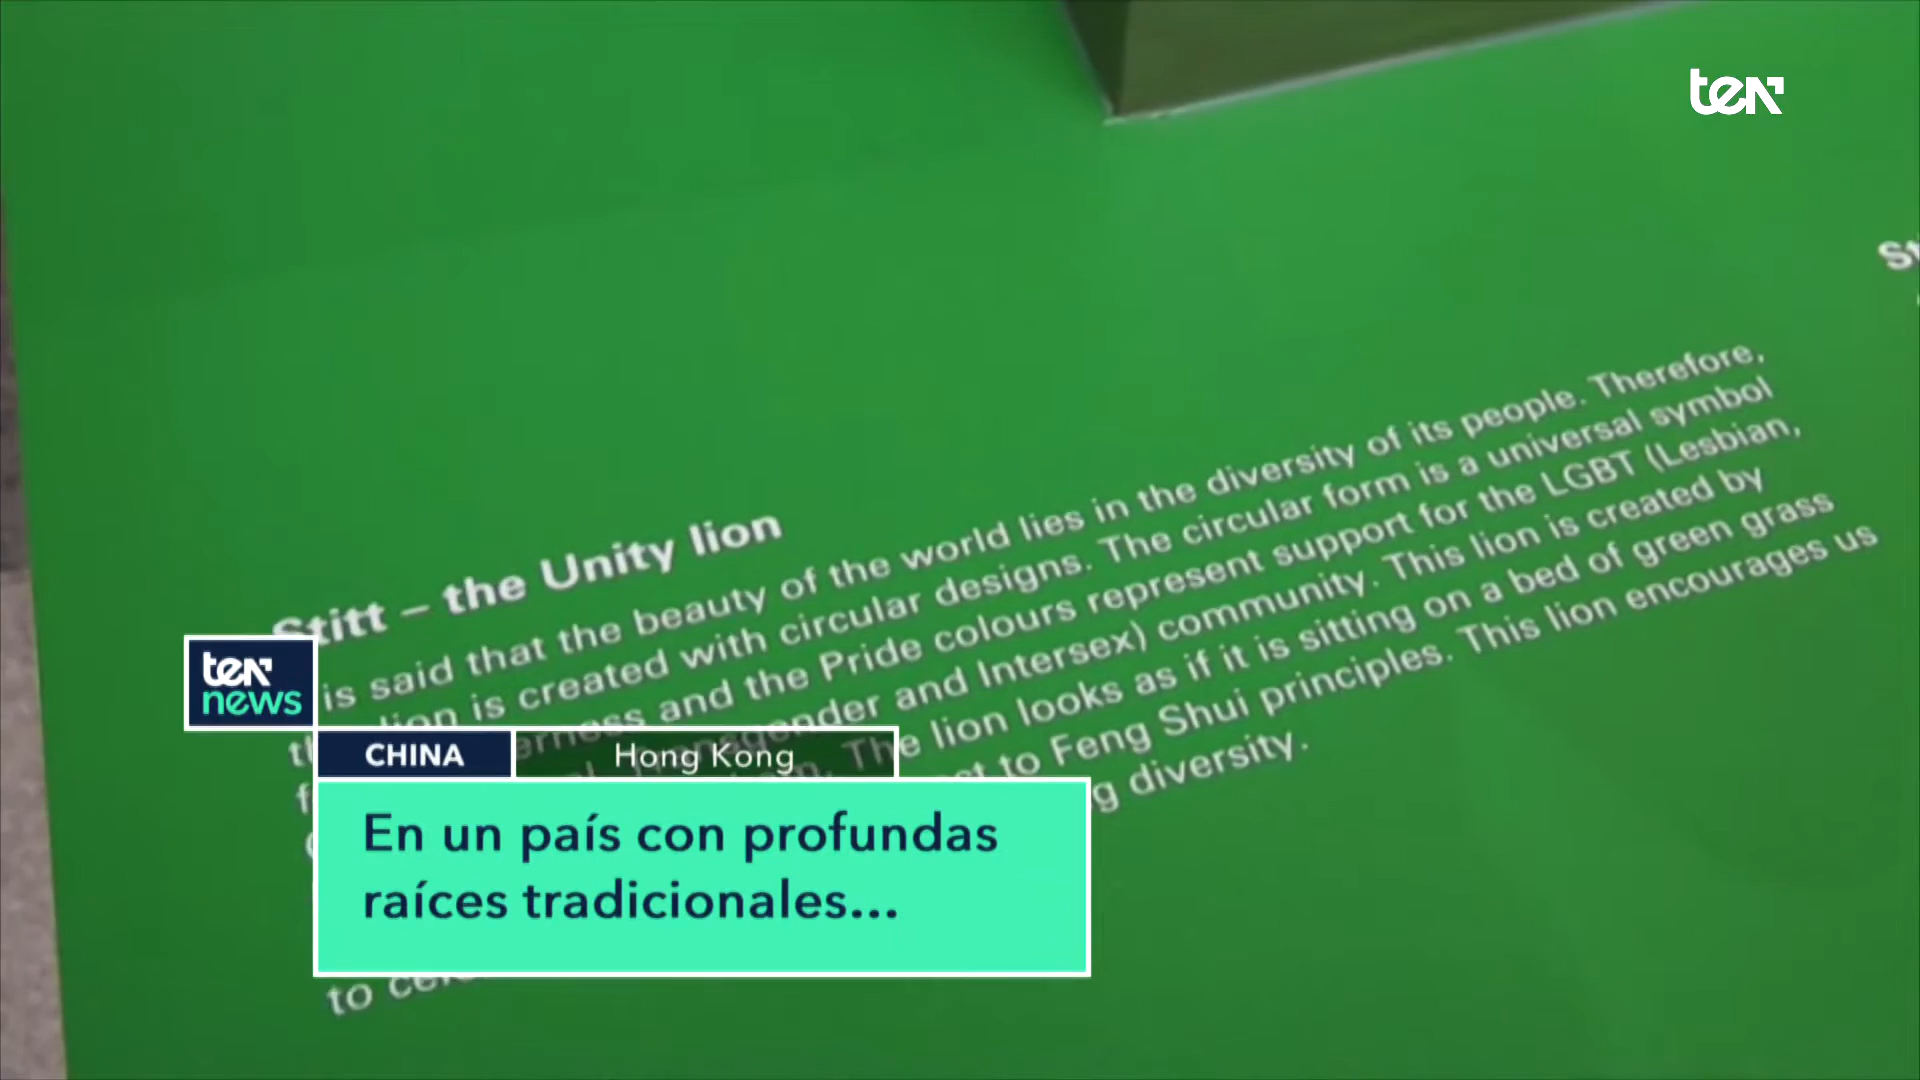 ten
St
Stitt – the Unity lion
is said that the beauty of the world lies in the diversity of its people. Therefore,
lion is created with circular designs. The circular form is a universal symbol
and the Pride colours represent support for the LGBT (Lesbian,
and Intersex) community. This lion is created by
The lion looks as if it is sitting on a bed of green grass
to Feng Shui principles. This lion encourages us
diversity.
to
ten
news
CHINA
Hong Kong
En un país con profundas
raíces tradicionales...